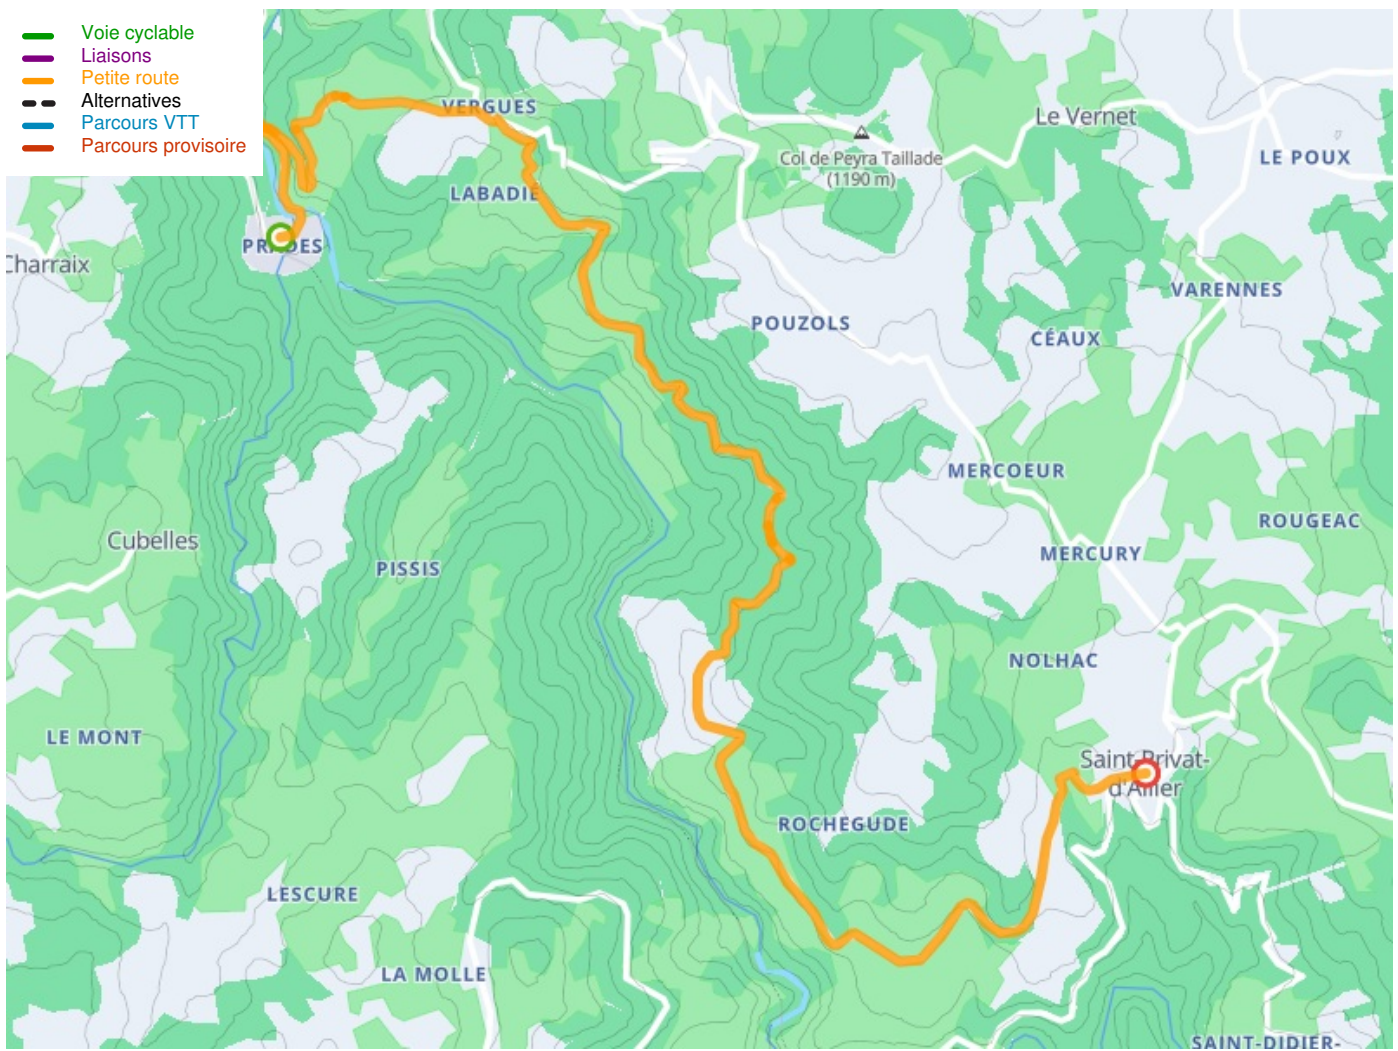 Voie cyclable
Liaisons
Petite route
Alternatives
Parcours VTT
Parcours provisoire
VERGUES
Le Vernet
Col de Peyra Taillade
(1190 m)
LE POUX
LABADIE
PRADES
Charraix
VARENNES
POUZOLS
CÉAUX
MERCOEUR
ROUGEAC
Cubelles
MERCURY
PISSIS
NOLHAC
LE MONT
Saint-Privat-
d'Allier
ROCHEGUDE
LESCURE
LA MOLLE
SAINT-DIDIER-